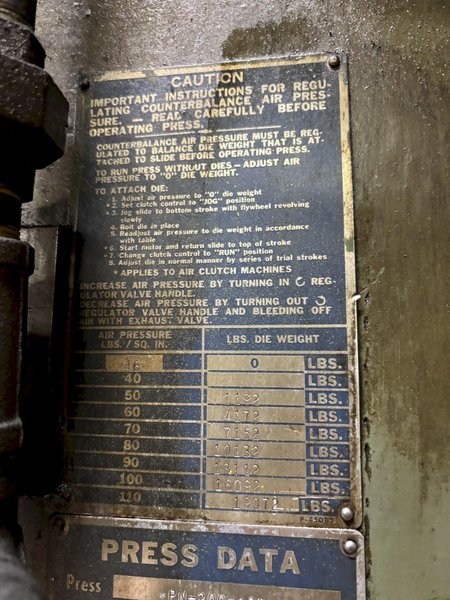 CAUTION
IMPORTANT INSTRUCTIONS FOR REGU-
LATING COUNTERBALANCE AIR PRES-
SURE. — READ CAREFULLY BEFORE
OPERATING PRESS.
COUNTERBALANCE AIR PRESSURE MUST BE REG-
ULATED TO BALANCE DIE WEIGHT THAT IS AT-
TACHED TO SLIDE BEFORE OPERATING PRESS.
TO RUN PRESS WITHOUT DIES - ADJUST AIR
PRESSURE TO "O" DIE WEIGHT.
TO ATTACH DIE:
• 1. Adjust air pressure to "O" die weight
• 2. Set clutch control to "JOG" position
• 3. Jog slide to bottom stroke with flywheel revolving
slowly
4. Bolt die in place
5. Readjust air pressure to die weight in accordance
with table
• 6. Start motor and return slide to top of stroke
• 7. Change clutch control to "RUN" position
8. Adjust die in normal manner by series of trial strokes
* APPLIES TO AIR CLUTCH MACHINES
INCREASE AIR PRESSURE BY TURNING IN REG-
ULATOR VALVE HANDLE.
DECREASE AIR PRESSURE BY TURNING OUT
REGULATOR VALVE HANDLE AND BLEEDING OFF
AIR WITH EXHAUST VALVE.
AIR PRESSURE LBS. DIE WEIGHT
LBS./SQ. IN.
0 LBS.
40 LBS.
50 1192 LBS.
60 4172 LBS.
70 7152 LBS.
80 10132 LBS.
90 13112 LBS.
100 16092 LBS.
110 19072 LBS.
PRESS DATA
Press